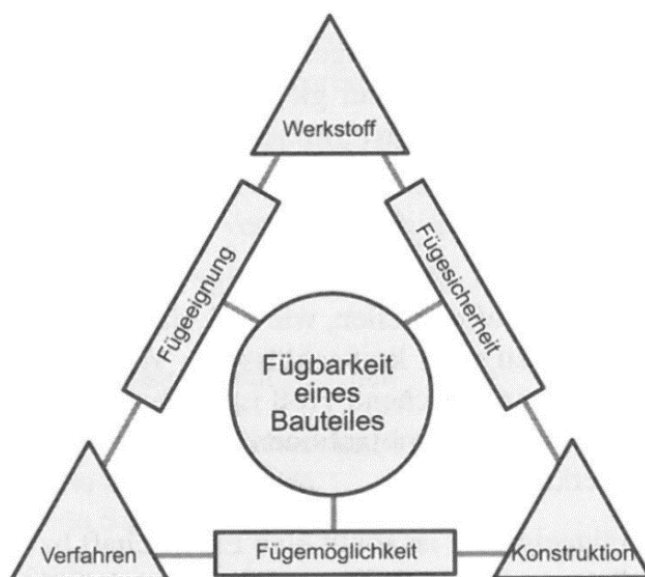 Werkstoff
Fügeeignung
Fügesicherheit
Fügbarkeit
eines
Bauteiles
Verfahren
Fügemöglichkeit
Konstruktion